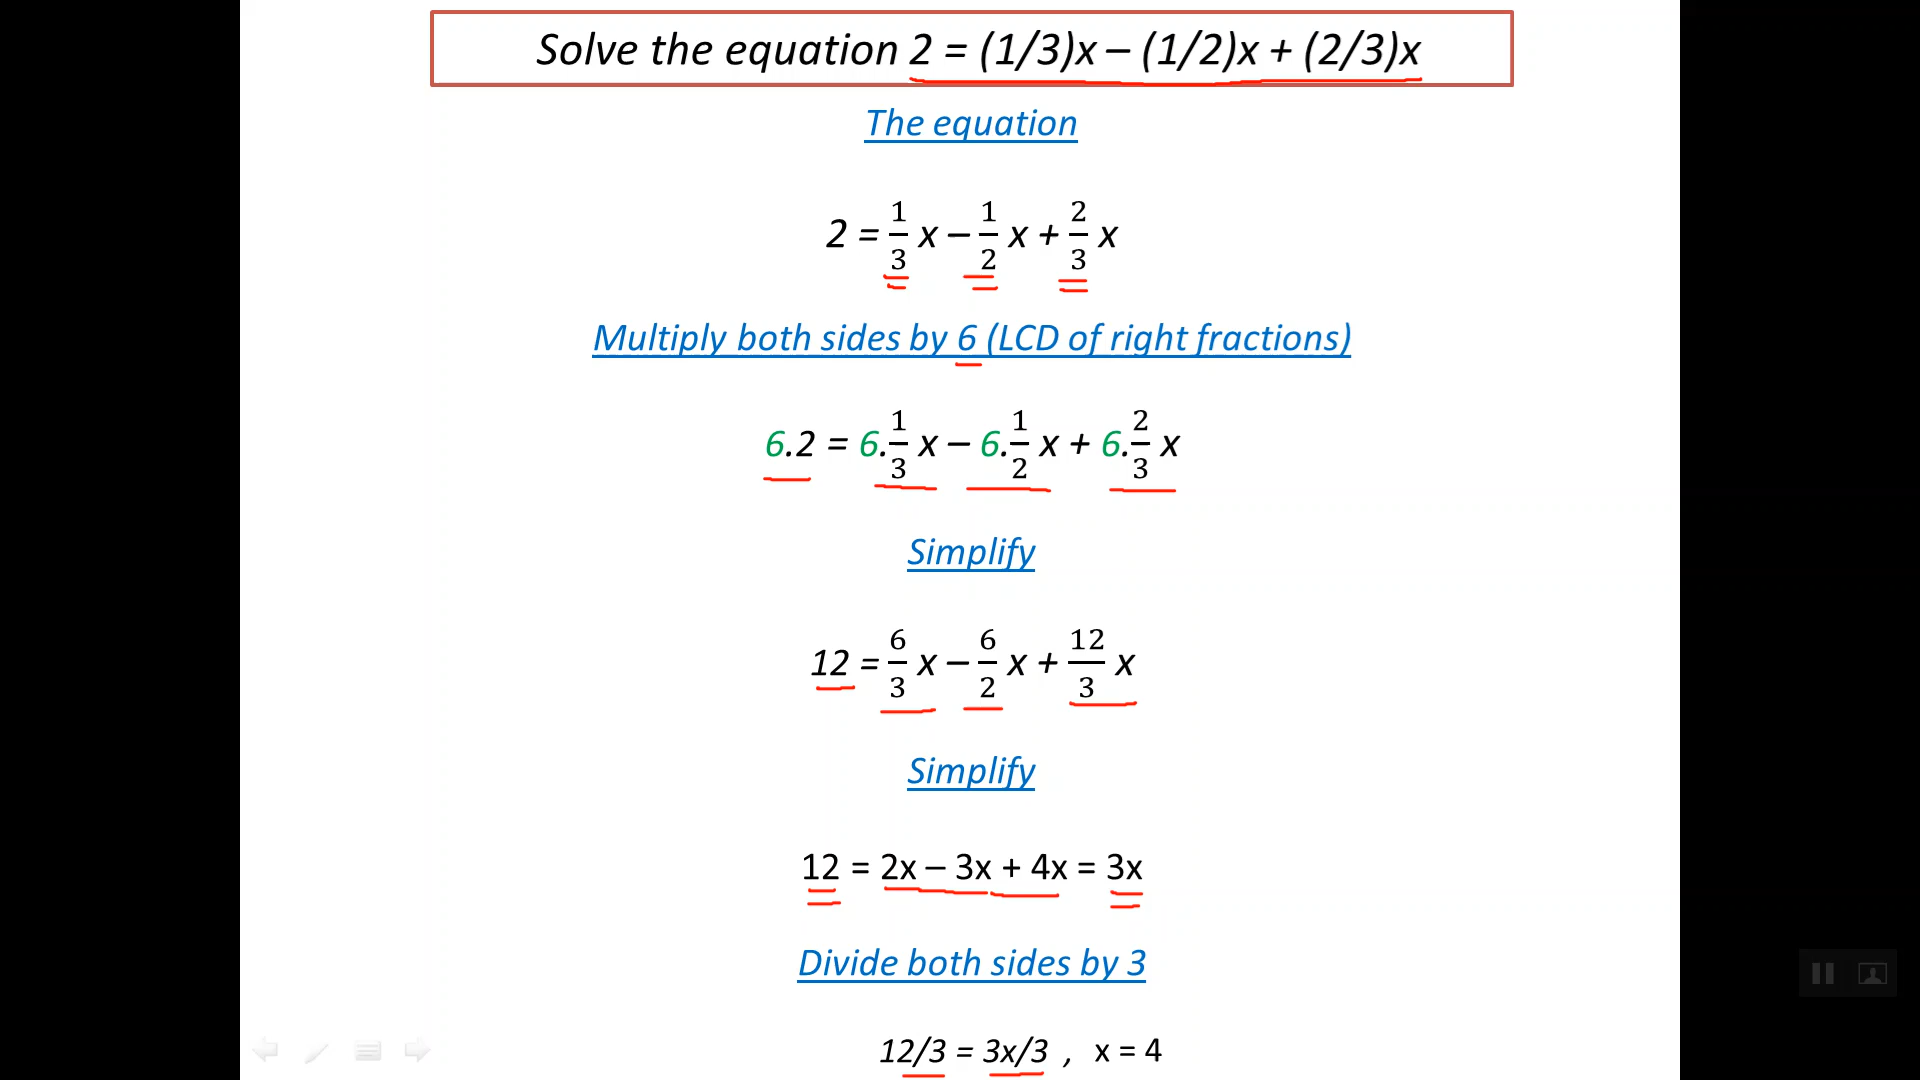 Solve the equation 2 = (1/3)x – (1/2)x + (2/3)x
The equation
2 = 1/3 x – 1/2 x + 2/3 x
Multiply both sides by 6 (LCD of right fractions)
6.2 = 6.1/3 x – 6.1/2 x + 6.2/3 x
Simplify
12 = 6/3 x – 6/2 x + 12/3 x
Simplify
12 = 2x – 3x + 4x = 3x
Divide both sides by 3
12/3 = 3x/3 , x = 4